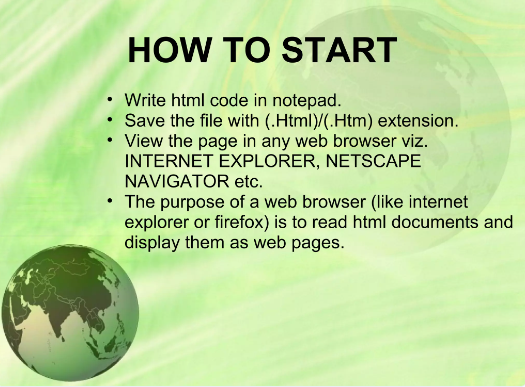 HOW TO START
• Write html code in notepad.
• Save the file with (.Html)/(.Htm) extension.
• View the page in any web browser viz.
INTERNET EXPLORER, NETSCAPE
NAVIGATOR etc.
• The purpose of a web browser (like internet
explorer or firefox) is to read html documents and
display them as web pages.